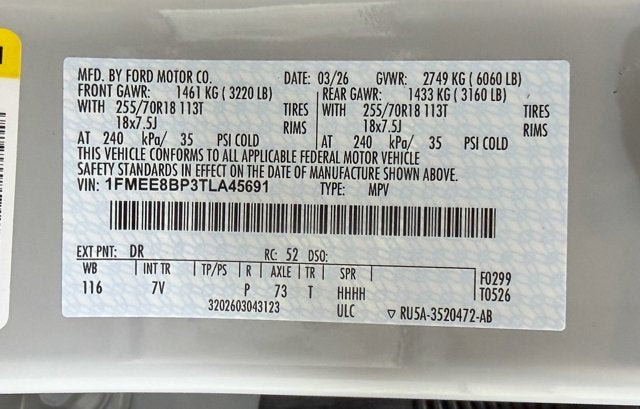 MFD. BY FORD MOTOR CO. DATE: 03/26 GVWR: 2749 KG ( 6060 LB)
FRONT GAWR: 1461 KG ( 3220 LB) REAR GAWR: 1433 KG ( 3160 LB)
WITH 255/70R18 113T TIRES WITH 255/70R18 113T TIRES
18x7.5J RIMS 18x7.5J RIMS
AT 240 kPa/ 35 PSI COLD AT 240 kPa/ 35 PSI COLD
THIS VEHICLE CONFORMS TO ALL APPLICABLE FEDERAL MOTOR VEHICLE
SAFETY STANDARDS IN EFFECT ON THE DATE OF MANUFACTURE SHOWN ABOVE.
VIN: 1FMEE8BP3TLA45691 TYPE: MPV
EXT PNT: DR RC: 52 DSO:
WB INT TR TP/PS R AXLE TR SPR F0299
116 7V P 73 T HHHH T0526
3202603043123 ULC ▽ RU5A-3520472-AB